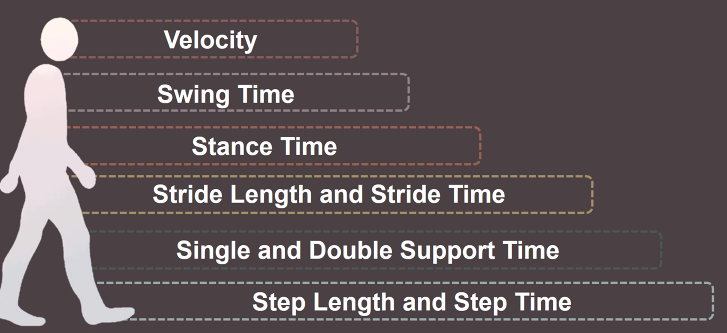 Velocity
Swing Time
Stance Time
Stride Length and Stride Time
Single and Double Support Time
Step Length and Step Time